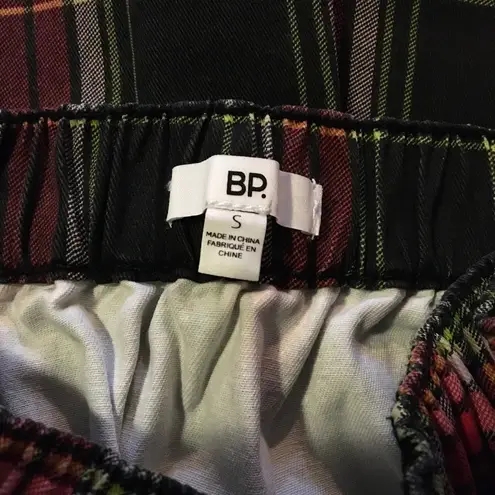 BP.
S
MADE IN CHINA
FABRIQUÉ EN
CHINE